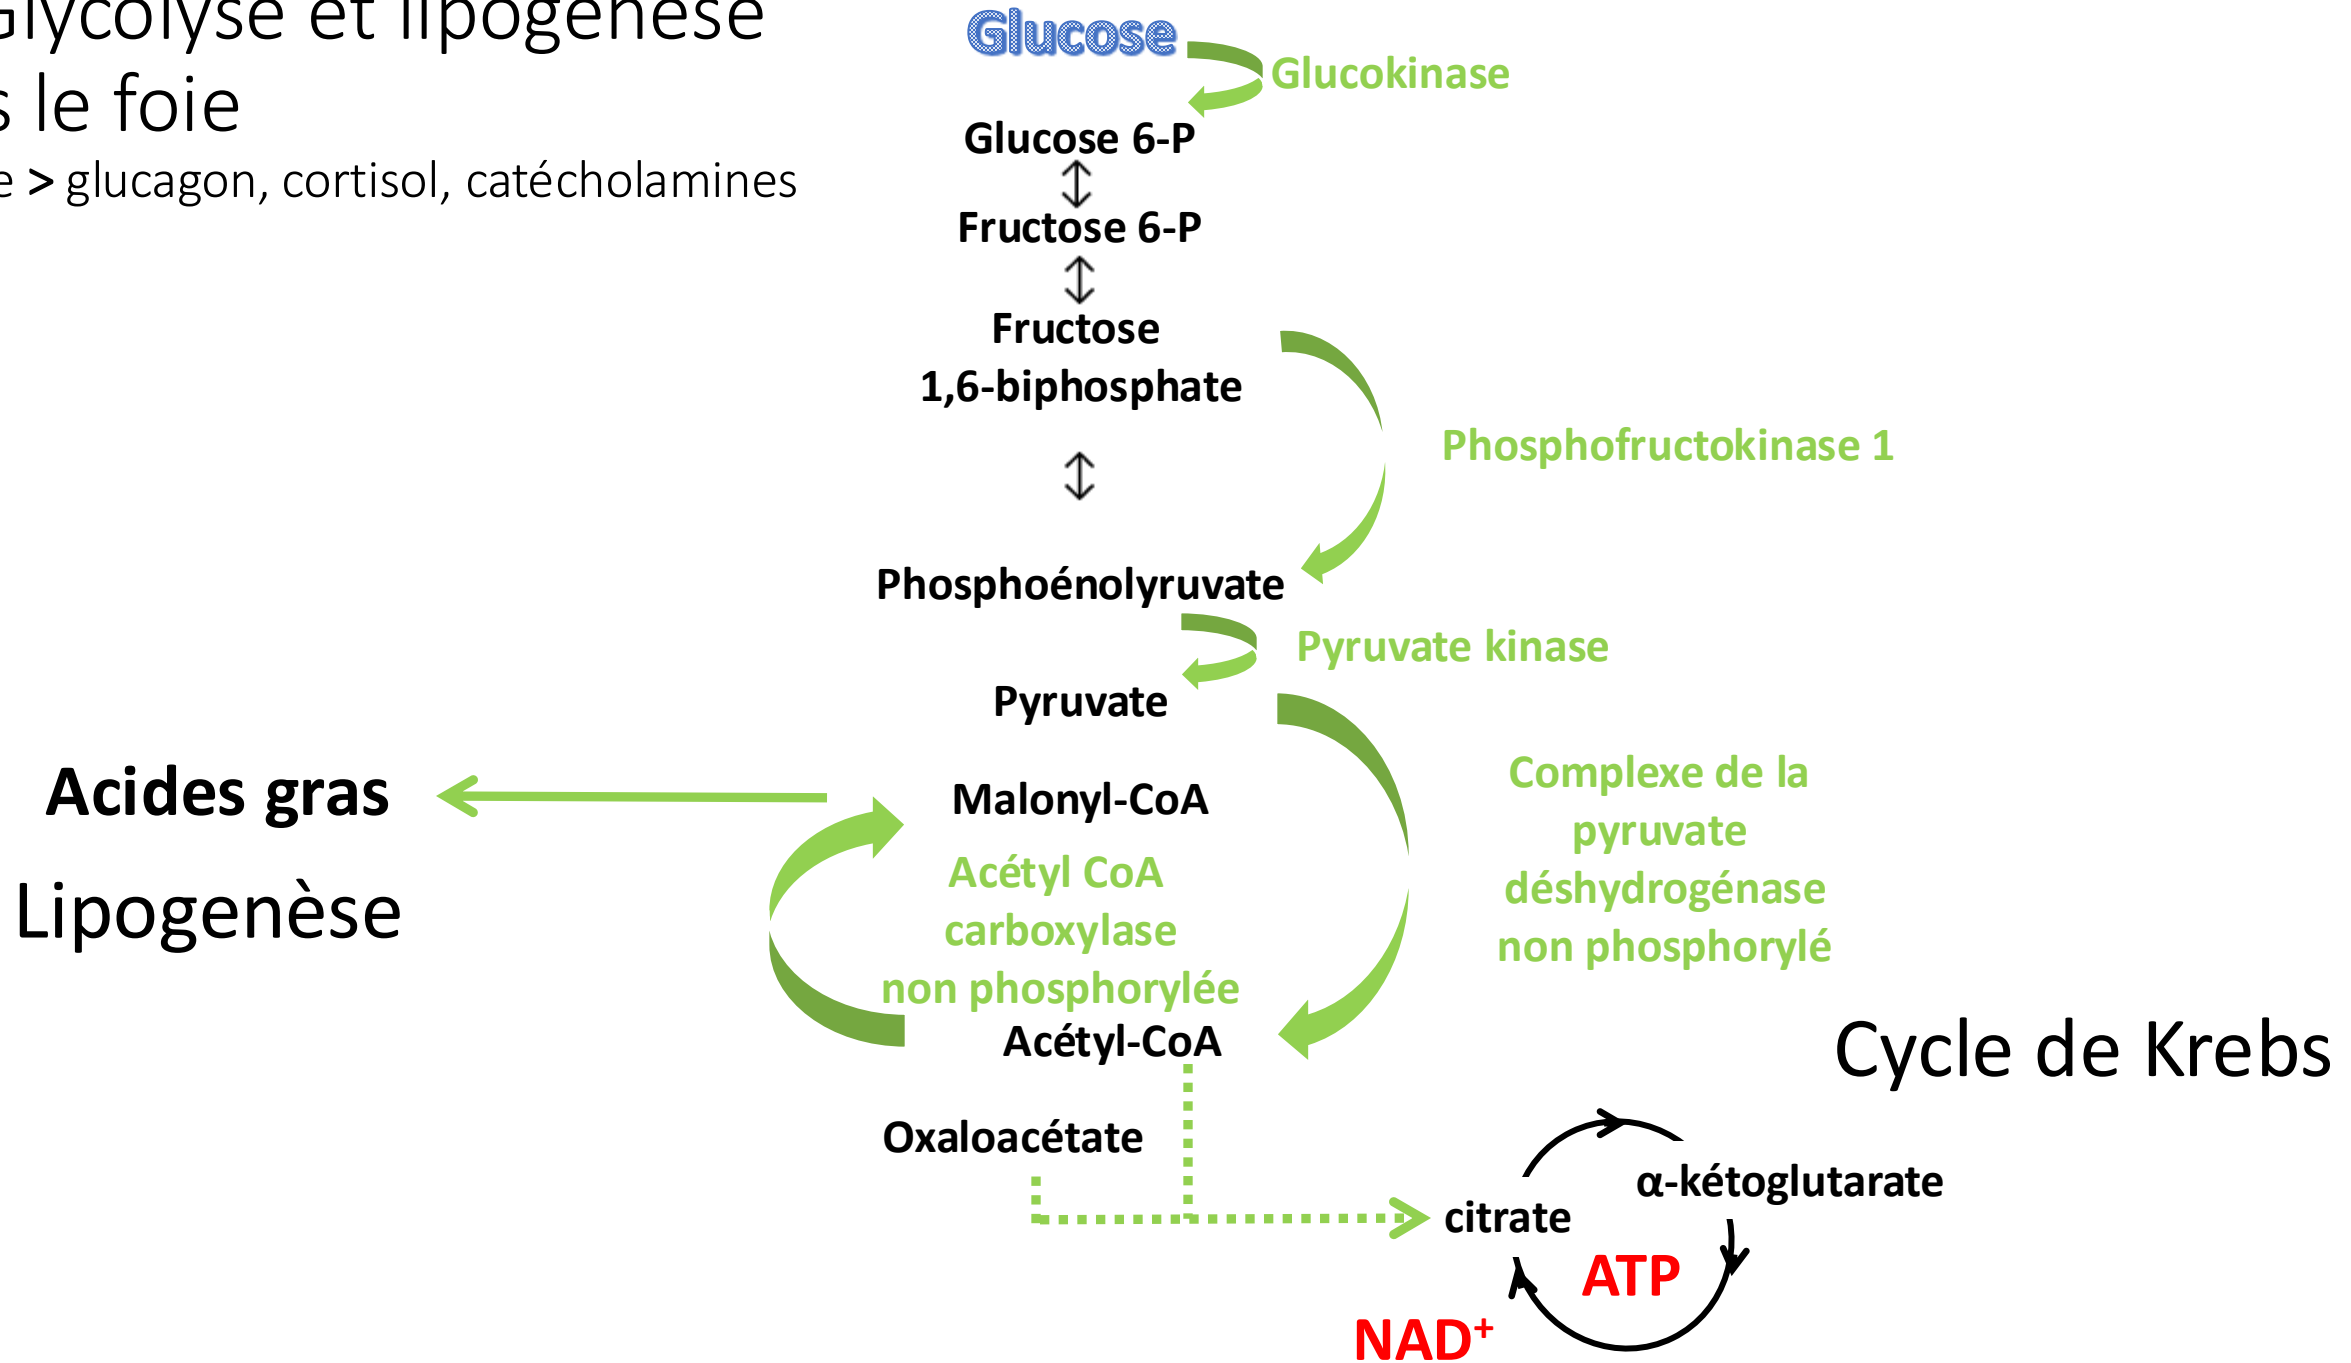 Glycolyse et lipogenèse
s le foie
e > glucagon, cortisol, catécholamines
Glucose
Glucokinase
Glucose 6-P
Fructose 6-P
Fructose
1,6-biphosphate
Phosphofructokinase 1
Phosphoénolyruvate
Pyruvate kinase
Pyruvate
Complexe de la
pyruvate
déshydrogénase
non phosphorylé
Malonyl-CoA
Acides gras
Lipogenèse
Acétyl CoA
carboxylase
non phosphorylée
Acétyl-CoA
Cycle de Krebs
Oxaloacétate
α-kétoglutarate
citrate
ATP
NAD⁺